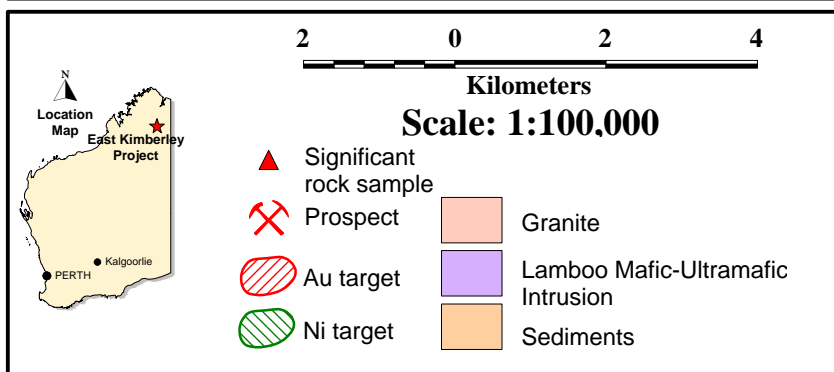 2 0 2 4
Kilometers
Scale: 1:100,000
N
Location
Map
East Kimberley
Project
Kalgoorlie
PERTH
Significant
rock sample
Prospect
Au target
Ni target
Granite
Lamboo Mafic-Ultramafic
Intrusion
Sediments